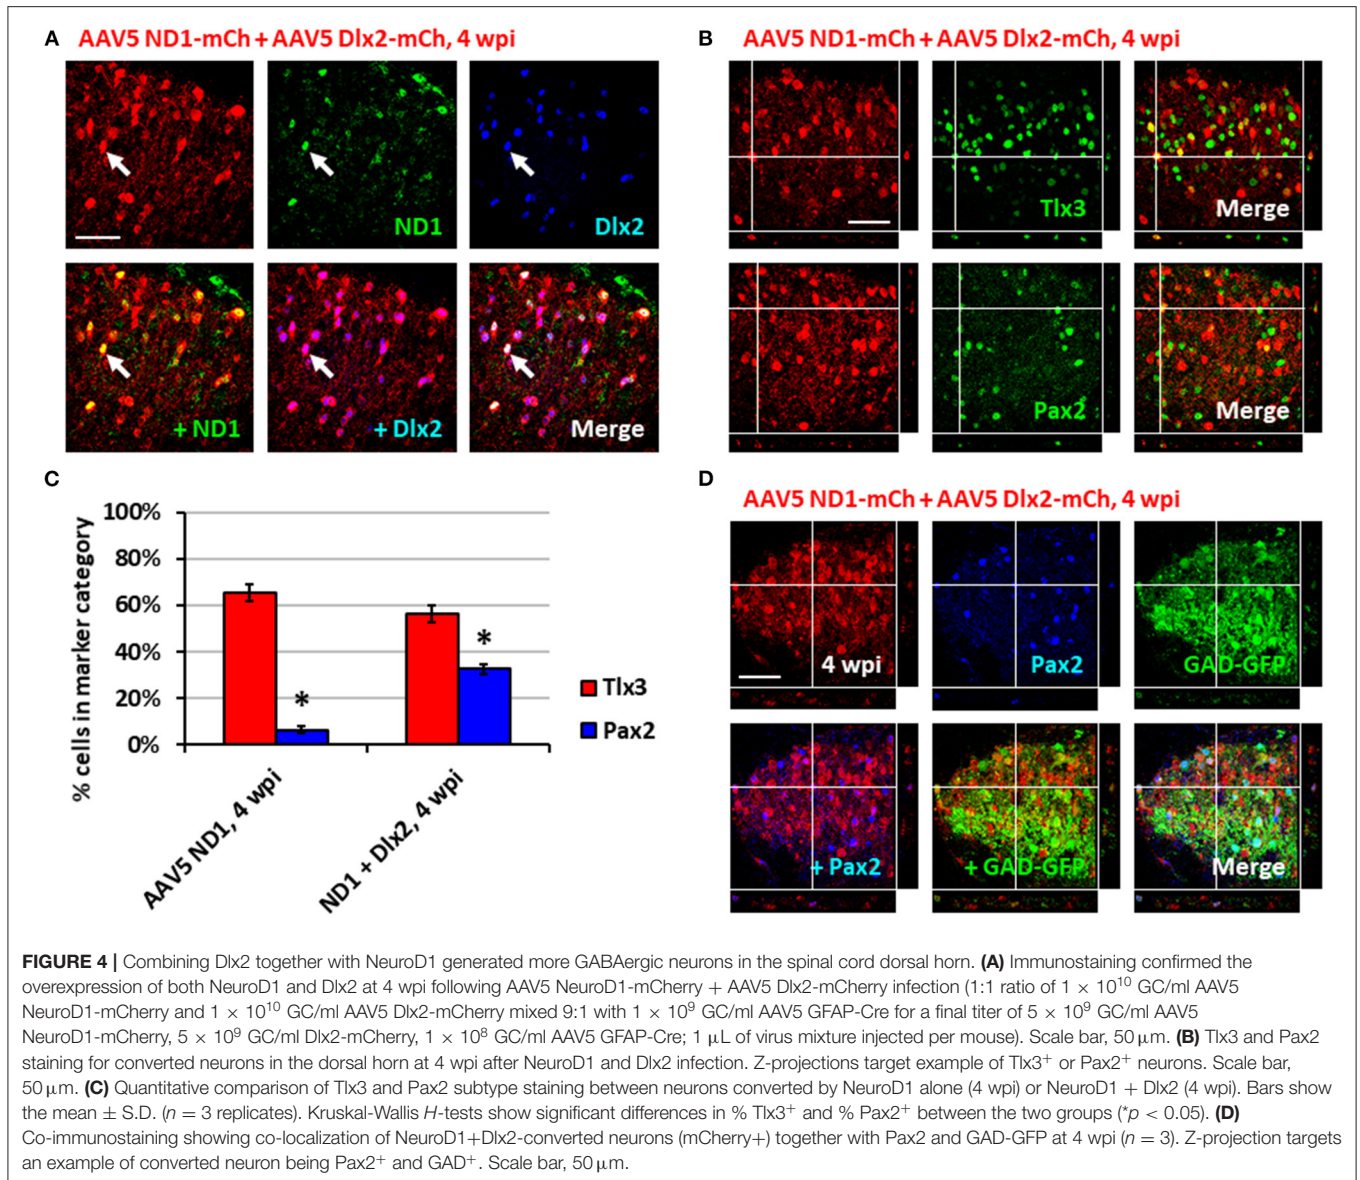 A AAV5 ND1-mCh + AAV5 Dlx2-mCh, 4 wpi
ND1
Dlx2
+ ND1
+ Dlx2
Merge
B AAV5 ND1-mCh + AAV5 Dlx2-mCh, 4 wpi
Tlx3
Merge
Pax2
Merge
C
% cells in marker category
100%
80%
60%
40%
20%
0%
*
*
Tlx3
Pax2
AAV5 ND1, 4 wpi
ND1 + Dlx2, 4 wpi
D AAV5 ND1-mCh + AAV5 Dlx2-mCh, 4 wpi
4 wpi
Pax2
GAD-GFP
+ Pax2
+ GAD-GFP
Merge
FIGURE 4 | Combining Dlx2 together with NeuroD1 generated more GABAergic neurons in the spinal cord dorsal horn. (A) Immunostaining confirmed the
overexpression of both NeuroD1 and Dlx2 at 4 wpi following AAV5 NeuroD1-mCherry + AAV5 Dlx2-mCherry infection (1:1 ratio of 1 × 10¹⁰ GC/ml AAV5
NeuroD1-mCherry and 1 × 10¹⁰ GC/ml AAV5 Dlx2-mCherry mixed 9:1 with 1 × 10⁹ GC/ml AAV5 GFAP-Cre for a final titer of 5 × 10⁹ GC/ml AAV5
NeuroD1-mCherry, 5 × 10⁹ GC/ml Dlx2-mCherry, 1 × 10⁸ GC/ml AAV5 GFAP-Cre; 1 μL of virus mixture injected per mouse). Scale bar, 50 μm. (B) Tlx3 and Pax2
staining for converted neurons in the dorsal horn at 4 wpi after NeuroD1 and Dlx2 infection. Z-projections target example of Tlx3⁺ or Pax2⁺ neurons. Scale bar,
50 μm. (C) Quantitative comparison of Tlx3 and Pax2 subtype staining between neurons converted by NeuroD1 alone (4 wpi) or NeuroD1 + Dlx2 (4 wpi). Bars show
the mean ± S.D. (n = 3 replicates). Kruskal-Wallis H-tests show significant differences in % Tlx3⁺ and % Pax2⁺ between the two groups (*p < 0.05). (D)
Co-immunostaining showing co-localization of NeuroD1+Dlx2-converted neurons (mCherry+) together with Pax2 and GAD-GFP at 4 wpi (n = 3). Z-projection targets
an example of converted neuron being Pax2⁺ and GAD⁺. Scale bar, 50 μm.